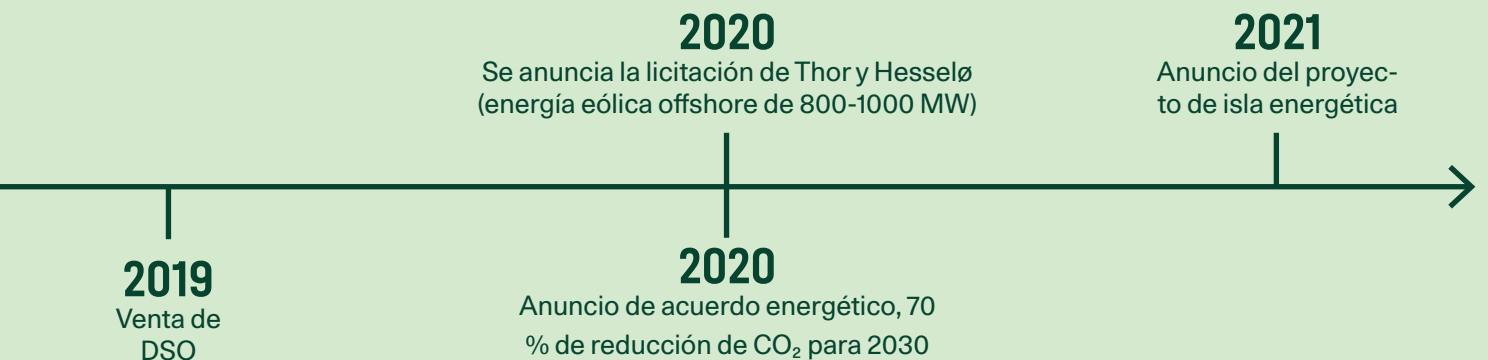 2020
Se anuncia la licitación de Thor y Hesselø
(energía eólica offshore de 800-1000 MW)
2021
Anuncio del proyec-
to de isla energética
2019
Venta de
DSO
2020
Anuncio de acuerdo energético, 70
% de reducción de CO₂ para 2030